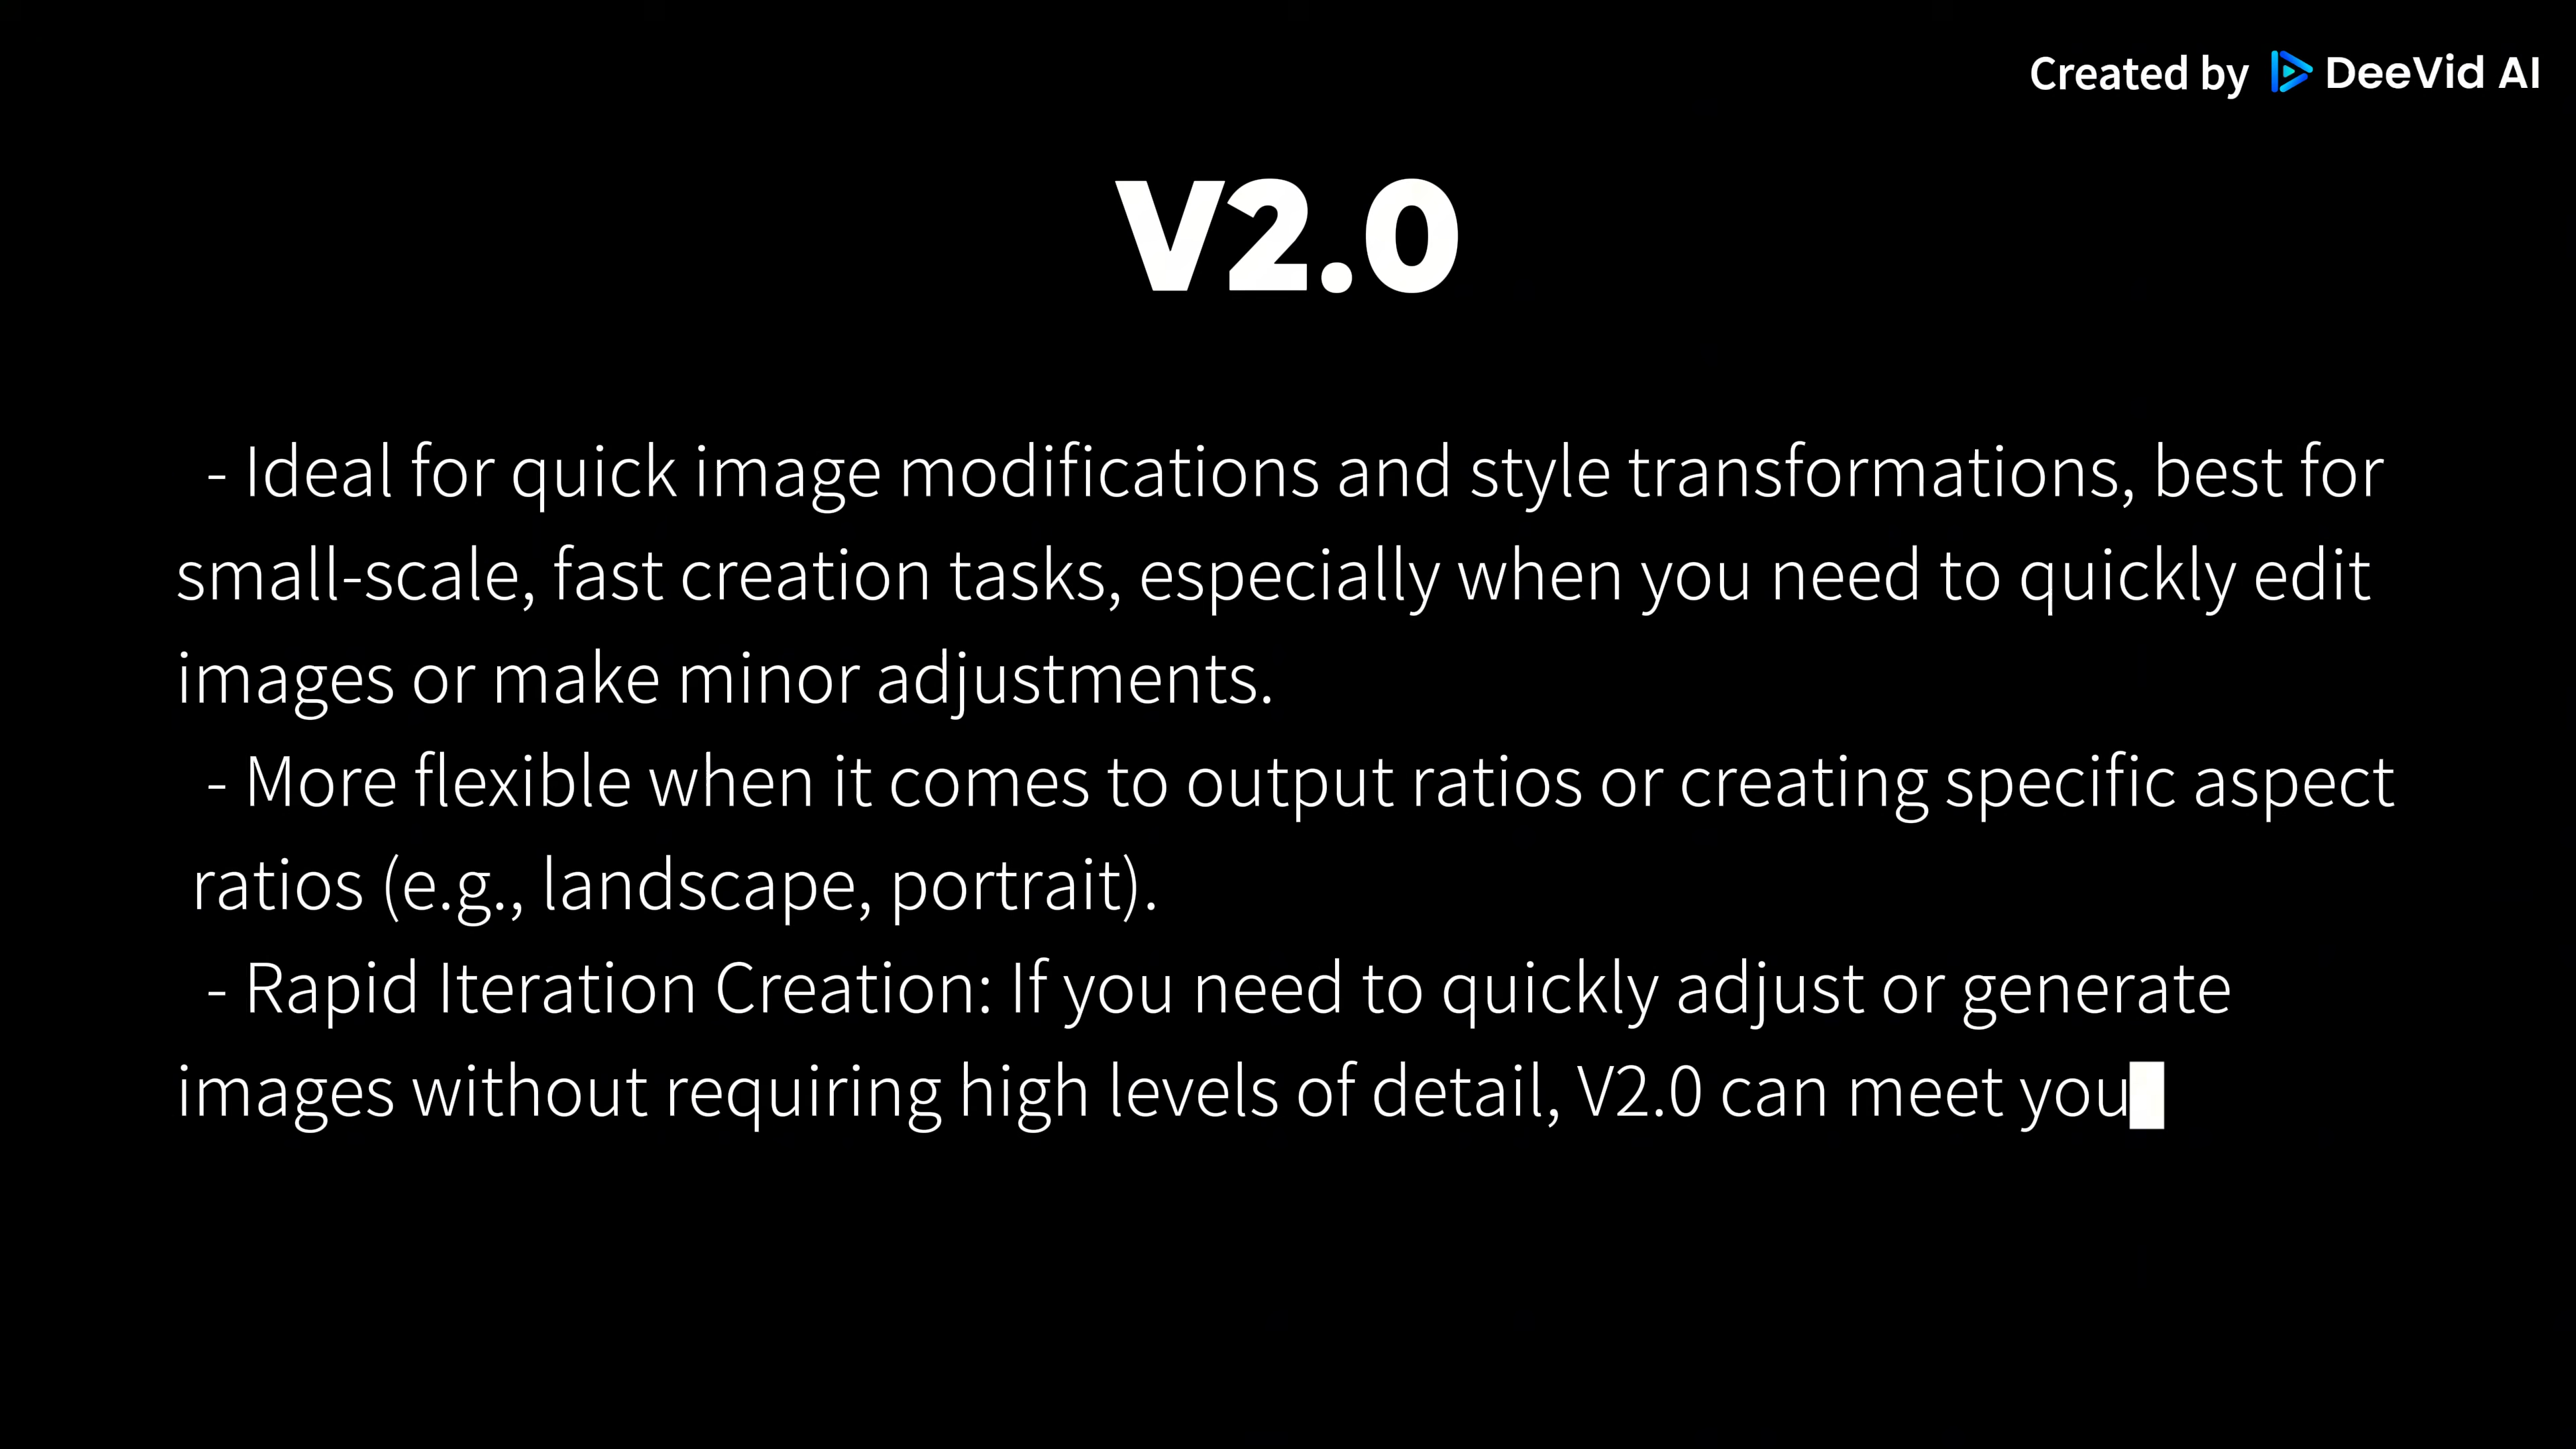 Created by DeeVid AI
V2.0
- Ideal for quick image modifications and style transformations, best for
small-scale, fast creation tasks, especially when you need to quickly edit
images or make minor adjustments.
- More flexible when it comes to output ratios or creating specific aspect
ratios (e.g., landscape, portrait).
- Rapid Iteration Creation: If you need to quickly adjust or generate
images without requiring high levels of detail, V2.0 can meet you